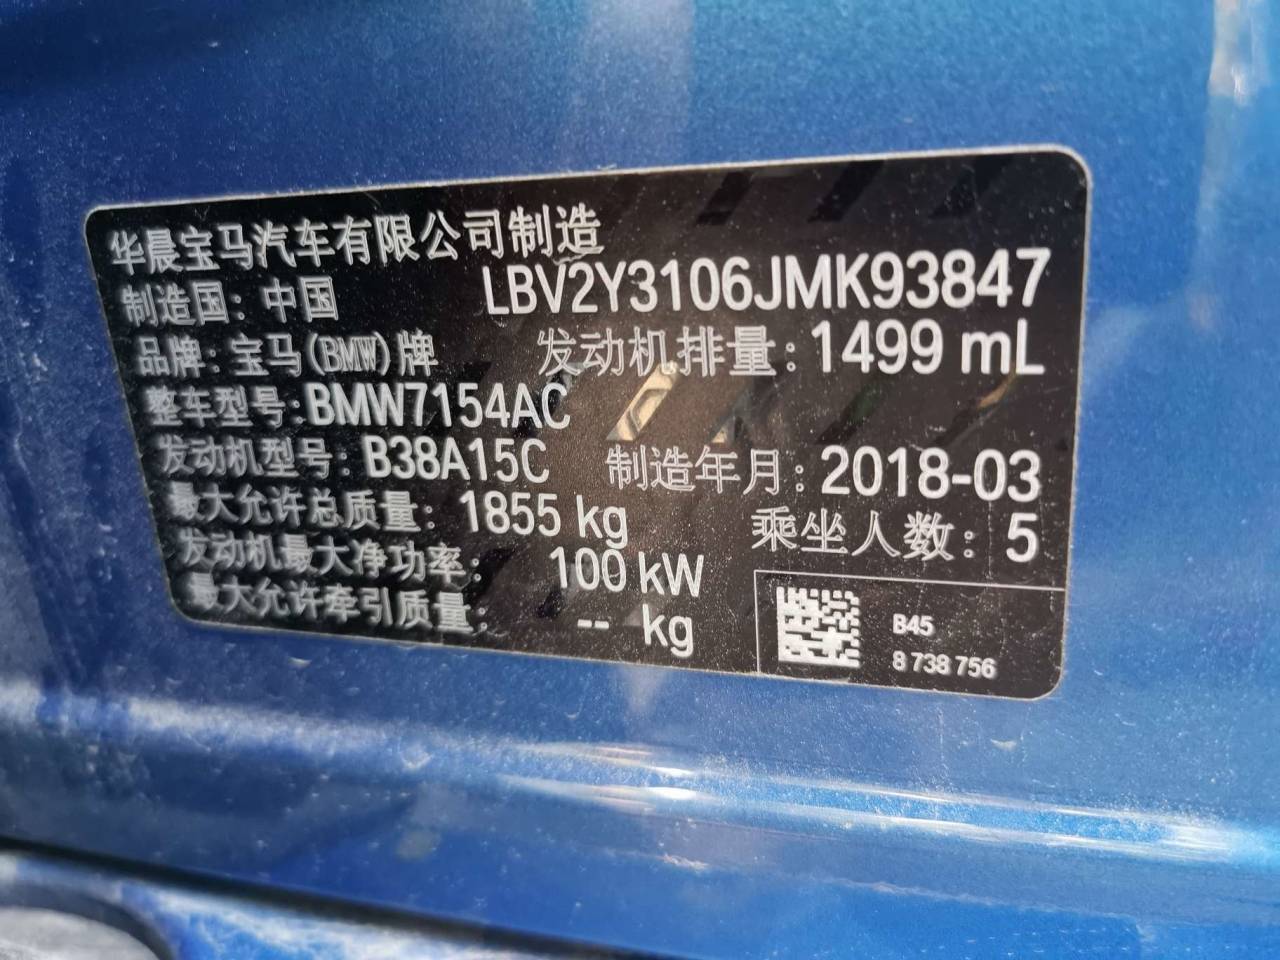 华晨宝马汽车有限公司制造
制造国：中国 LBV2Y3106JMK93847
品牌：宝马(BMW)牌 发动机排量：1499 mL
整车型号：BMW7154AC
发动机型号：B38A15C 制造年月：2018-03
最大允许总质量：1855 kg 乘坐人数：5
发动机最大净功率：100 kW
最大允许牵引质量：-- kg
B45
8 738 756